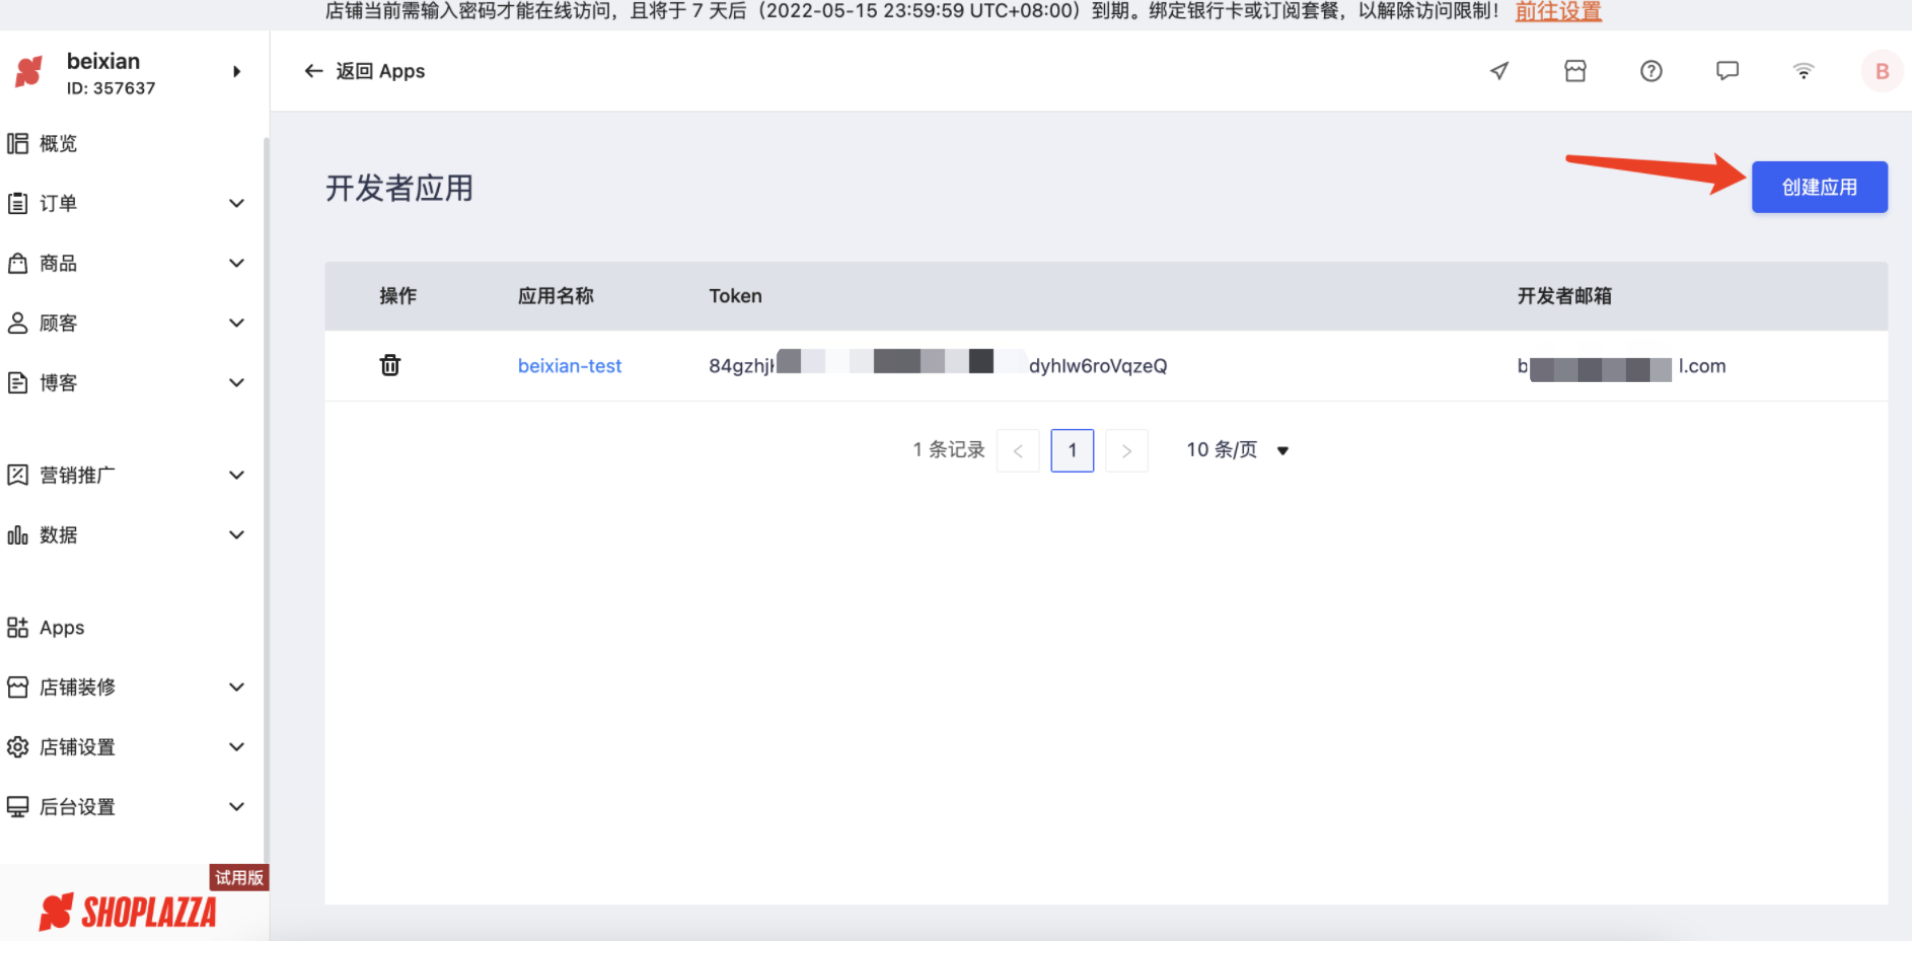 店铺当前需输入密码才能在线访问，且将于 7 天后（2022-05-15 23:59:59 UTC+08:00）到期。绑定银行卡或订阅套餐，以解除访问限制！ 前往设置
beixian
ID: 357637
返回 Apps
B
概览
订单
商品
顾客
博客
营销推广
数据
Apps
店铺装修
店铺设置
后台设置
试用版
SHOPLAZZA
开发者应用
创建应用
操作 应用名称 Token 开发者邮箱
beixian-test 84gzhj dyhlw6roVqzeQ b l.com
1 条记录 < 1 > 10 条/页